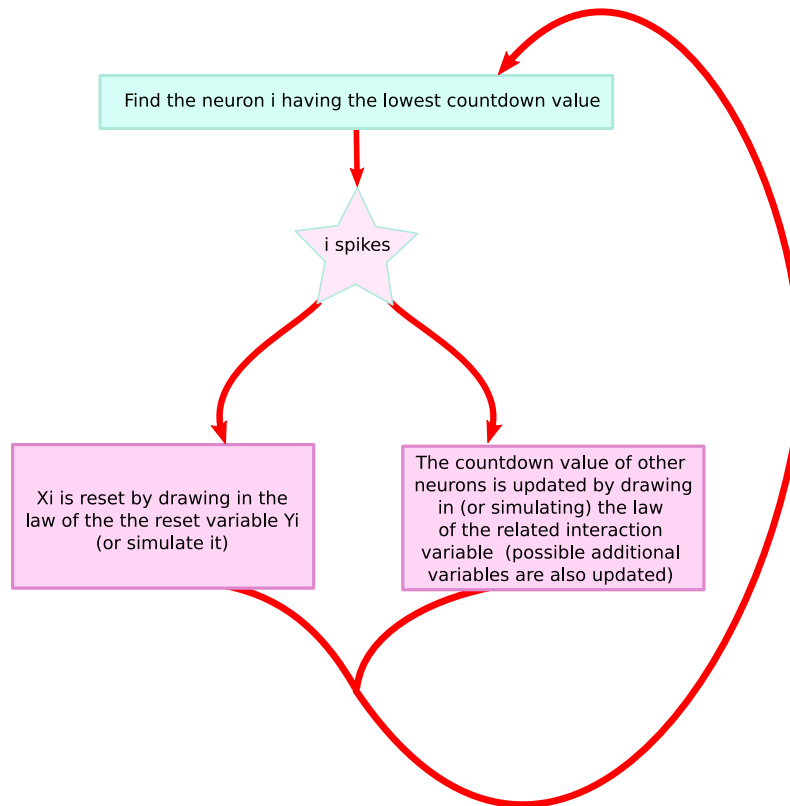 Find the neuron i having the lowest countdown value
i spikes
Xi is reset by drawing in the
law of the the reset variable Yi
(or simulate it)
The countdown value of other
neurons is updated by drawing
in (or simulating) the law
of the related interaction
variable  (possible additional
variables are also updated)